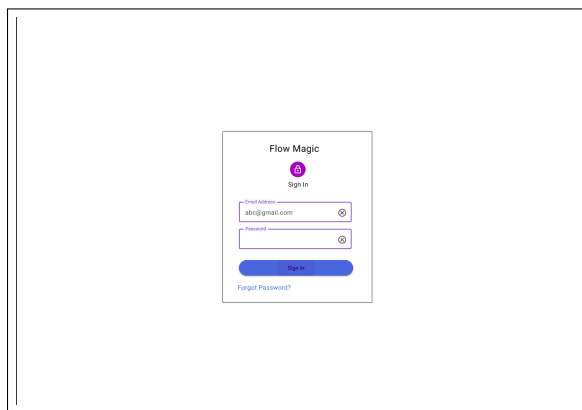 Flow Magic
Sign In
Email Address
abc@gmail.com
Password
Sign In
Forgot Password?